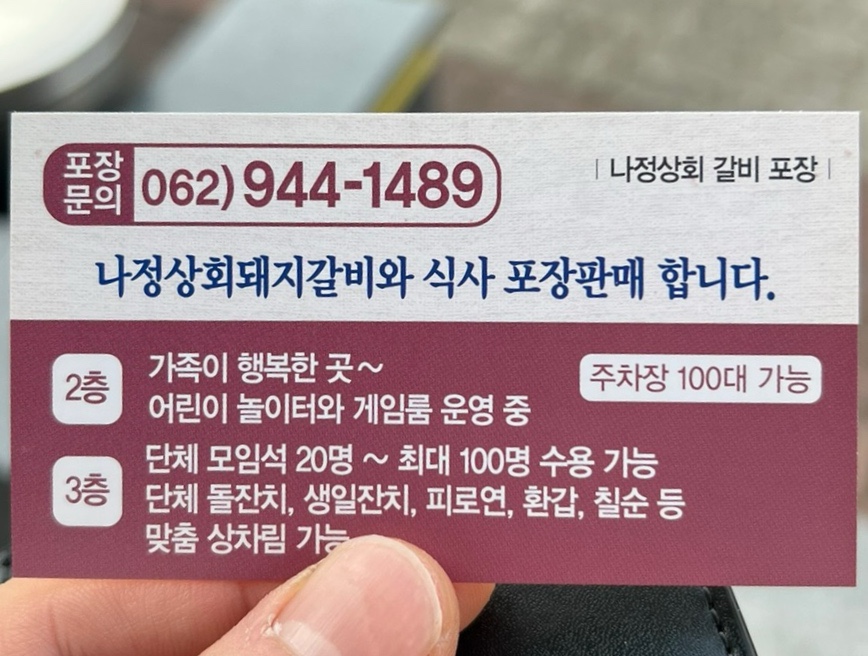 포장
문의
062) 944-1489
나정상회 갈비 포장
나정상회돼지갈비와 식사 포장판매 합니다.
2층
가족이 행복한 곳~
어린이 놀이터와 게임룸 운영 중
주차장 100대 가능
3층
단체 모임석 20명 ~ 최대 100명 수용 가능
단체 돌잔치, 생일잔치, 피로연, 환갑, 칠순 등
맞춤 상차림 가능